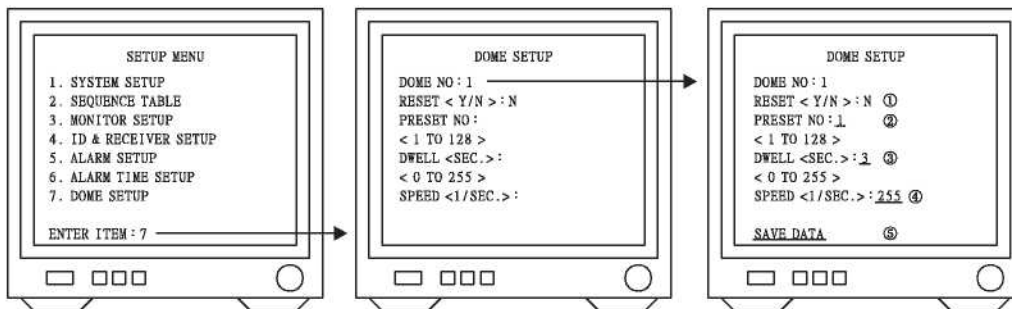 SETUP MENU
1. SYSTEM SETUP
2. SEQUENCE TABLE
3. MONITOR SETUP
4. ID & RECEIVER SETUP
5. ALARM SETUP
6. ALARM TIME SETUP
7. DOME SETUP
ENTER ITEM:7
DOME SETUP
DOME NO:1
RESET < Y/N >:N
PRESET NO:
< 1 TO 128 >
DWELL <SEC.>:
< 0 TO 255 >
SPEED <1/SEC.>:
DOME SETUP
DOME NO:1
RESET < Y/N >:N ①
PRESET NO:1 ②
< 1 TO 128 >
DWELL <SEC.>:3 ③
< 0 TO 255 >
SPEED <1/SEC.>:255 ④
SAVE DATA ⑤